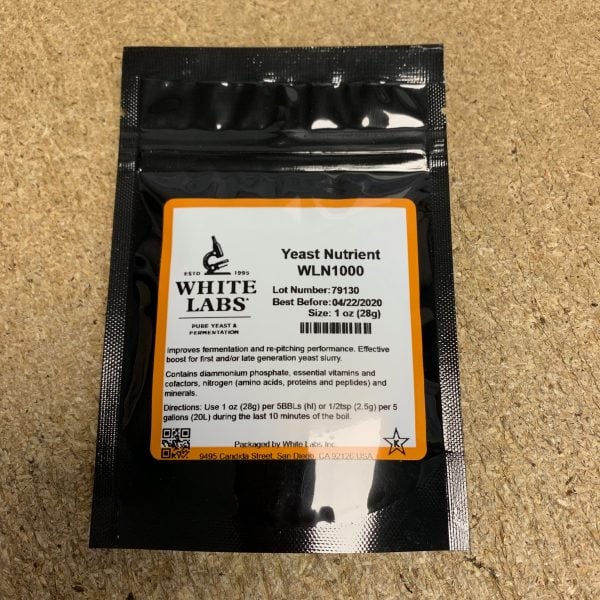 ESTD 1995
WHITE
LABS®
PURE YEAST &
FERMENTATION
Yeast Nutrient
WLN1000
Lot Number: 79130
Best Before: 04/22/2020
Size: 1 oz (28g)
Improves fermentation and re-pitching performance. Effective
boost for first and/or late generation yeast slurry.
Contains diammonium phosphate, essential vitamins and
cofactors, nitrogen (amino acids, proteins and peptides) and
minerals.
Directions: Use 1 oz (28g) per 5BBLs (hl) or 1/2tsp (2.5g) per 5
gallons (20L) during the last 10 minutes of the boil.
Packaged by White Labs Inc.
9495 Candida Street, San Diego, CA 92126 USA
K